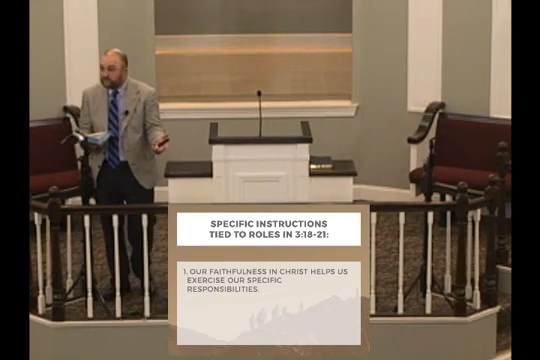 SPECIFIC INSTRUCTIONS
TIED TO ROLES IN 3:18-21:
1. OUR FAITHFULNESS IN CHRIST HELPS US
EXERCISE OUR SPECIFIC
RESPONSIBILITIES.